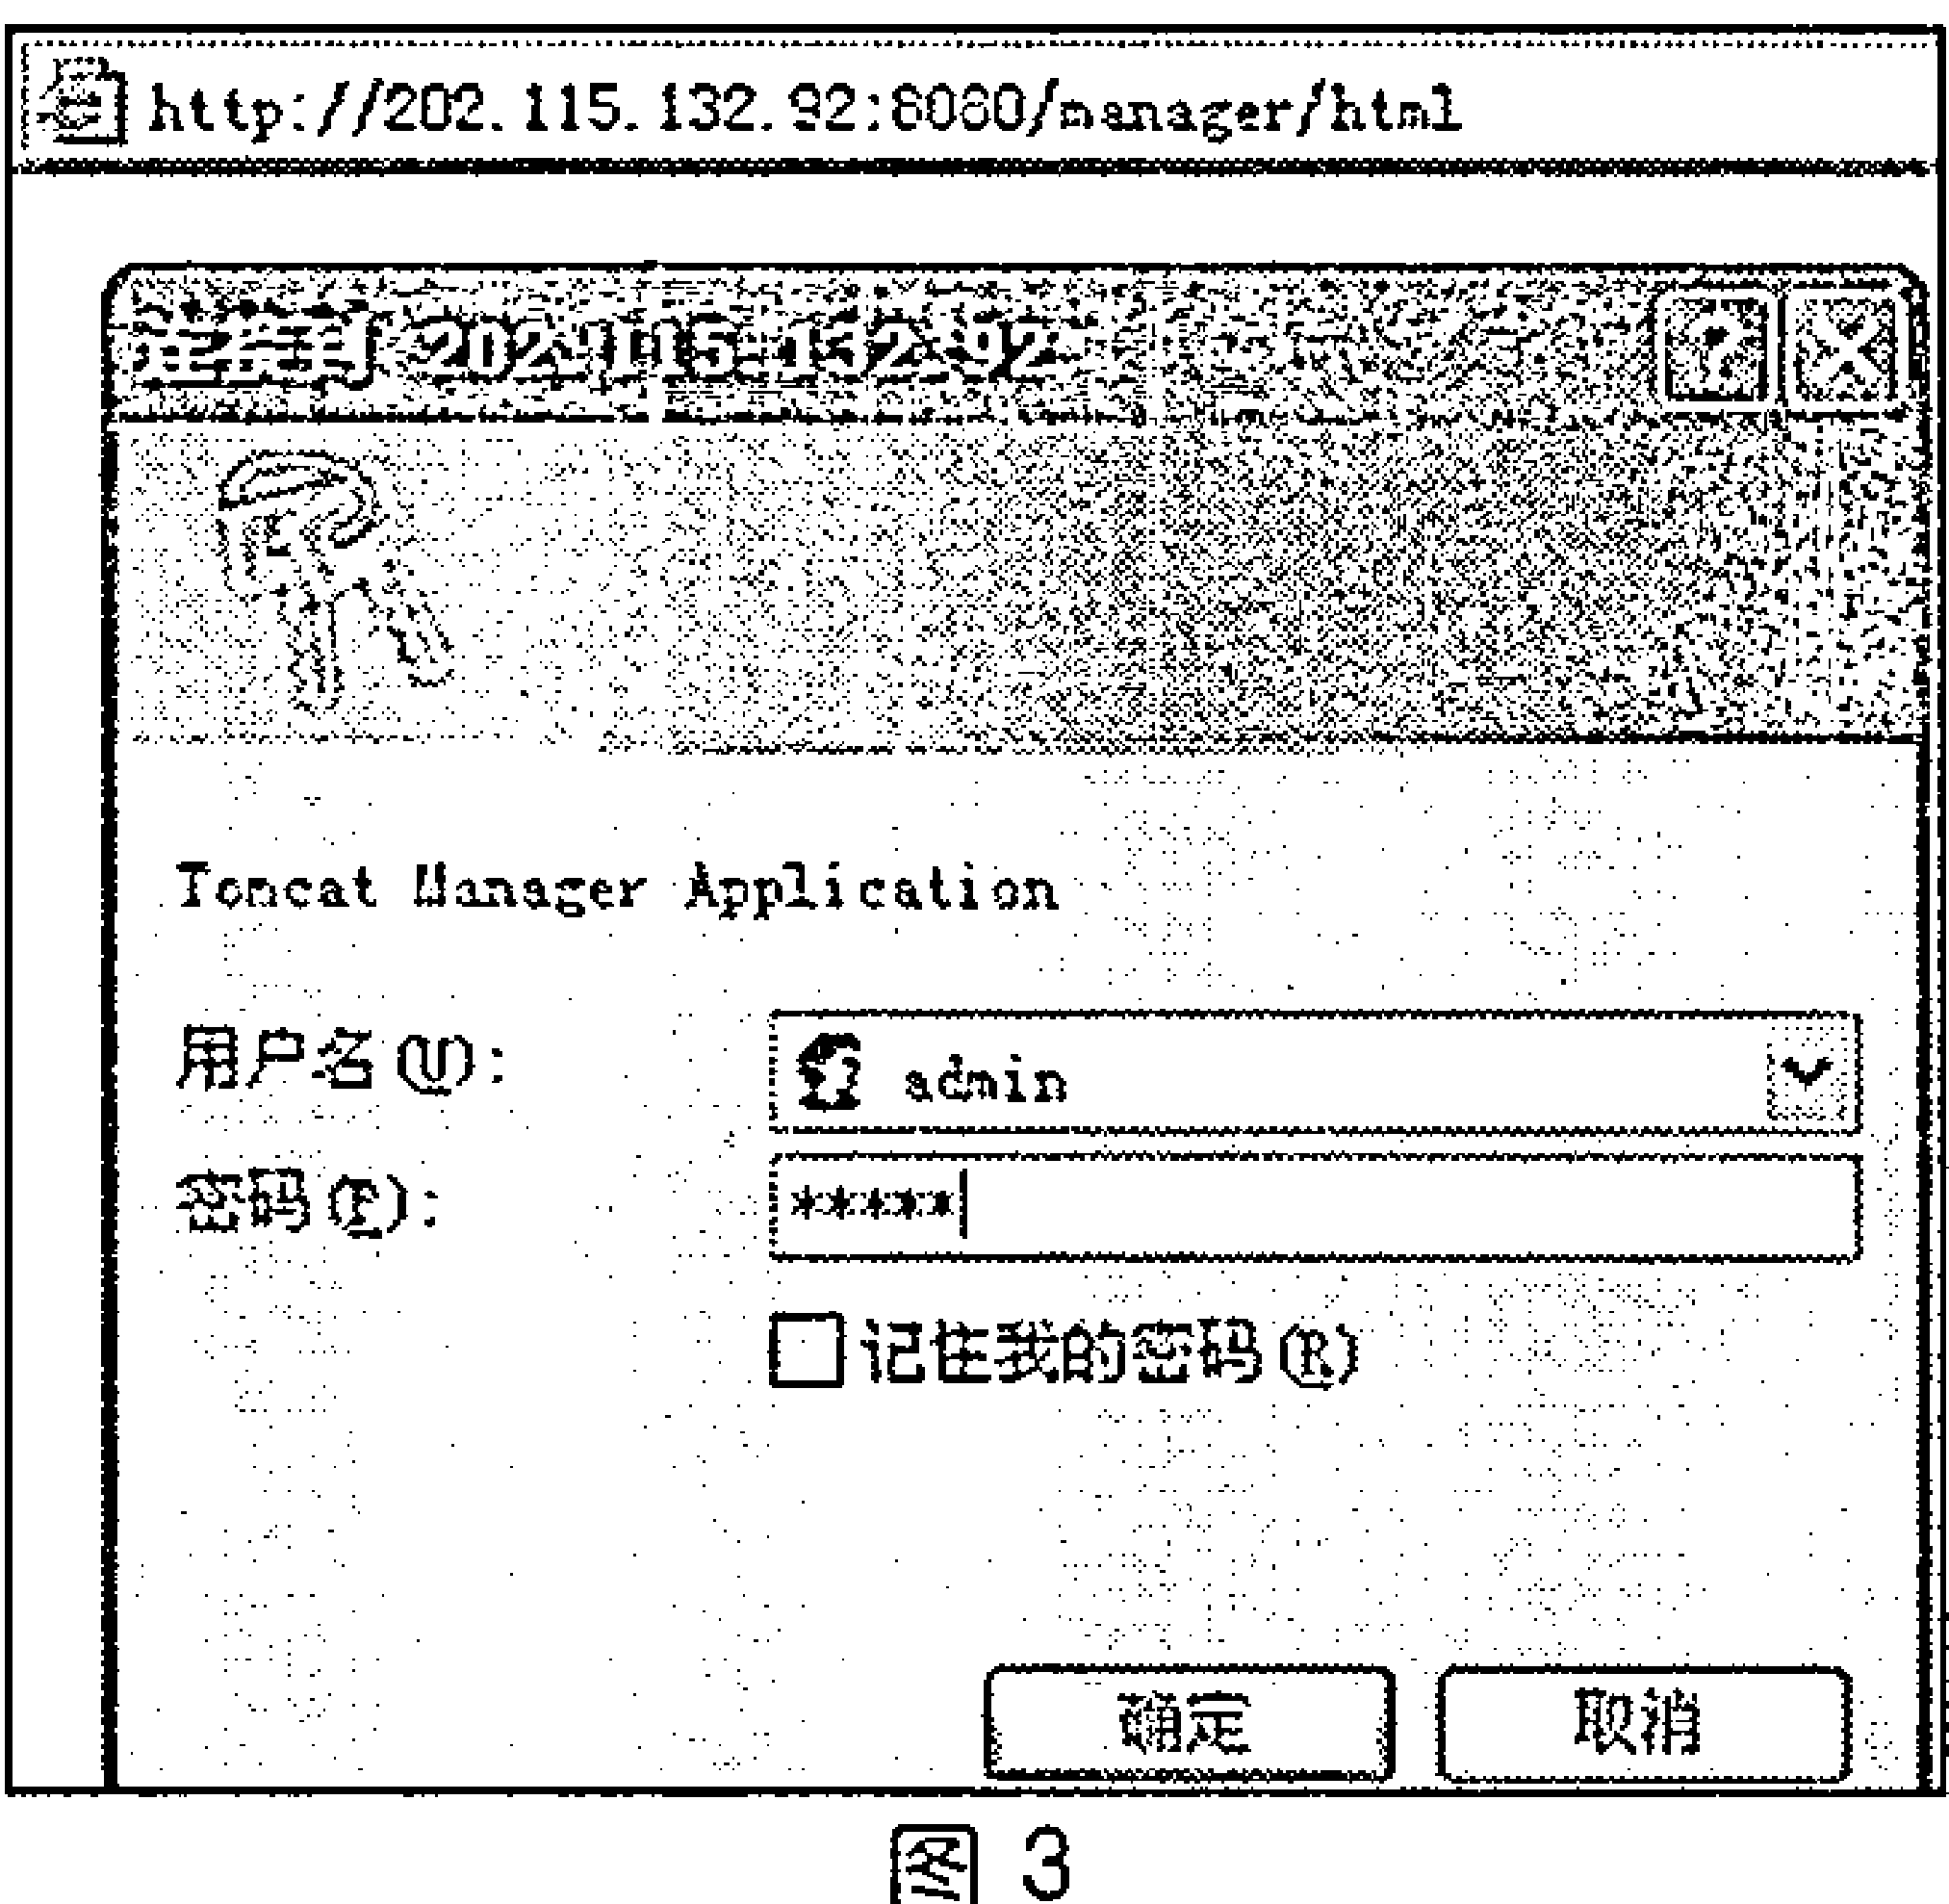 http://202.115.132.92:8080/manager/html
连接到 202.115.132.92
Tomcat Manager Application
用户名(U):
admin
密码(P):
*****
记住我的密码(R)
确定 取消
图 3